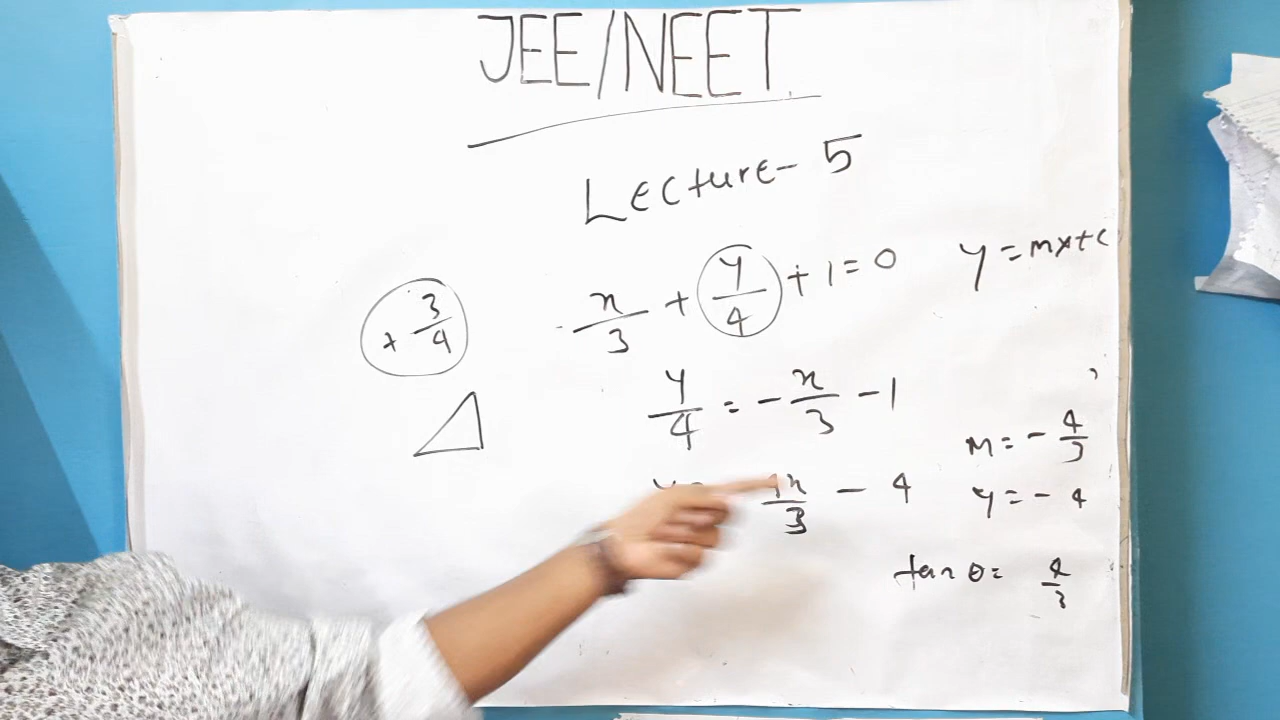 JEE/NEET
Lecture- 5
+ 3/4
x/3 + y/4 + 1 = 0
y = mx+c
y/4 = - x/3 - 1
m = - 4/3
4x/3 - 4
y = - 4
tan θ = 4/3